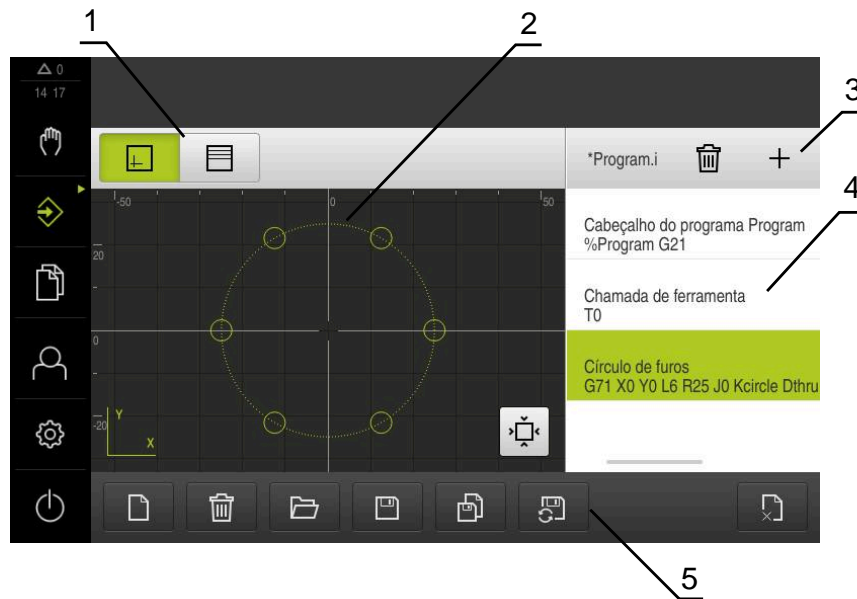 1
2
3
4
5
0
14 17
*Program.i
-50
0
50
20
0
-20
Y
X
Cabeçalho do programa Program
%Program G21
Chamada de ferramenta
T0
Círculo de furos
G71 X0 Y0 L6 R25 J0 Kcircle Dthru